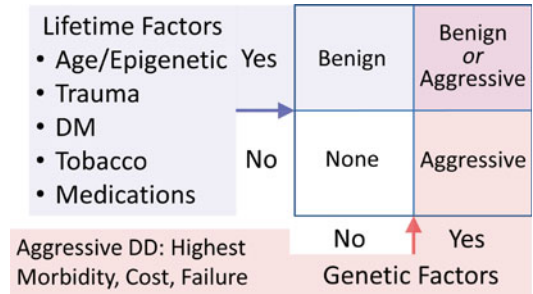 Lifetime Factors
• Age/Epigenetic
• Trauma
• DM
• Tobacco
• Medications
Yes
No
Benign
Benign
or
Aggressive
None
Aggressive
No
Yes
Genetic Factors
Aggressive DD: Highest
Morbidity, Cost, Failure